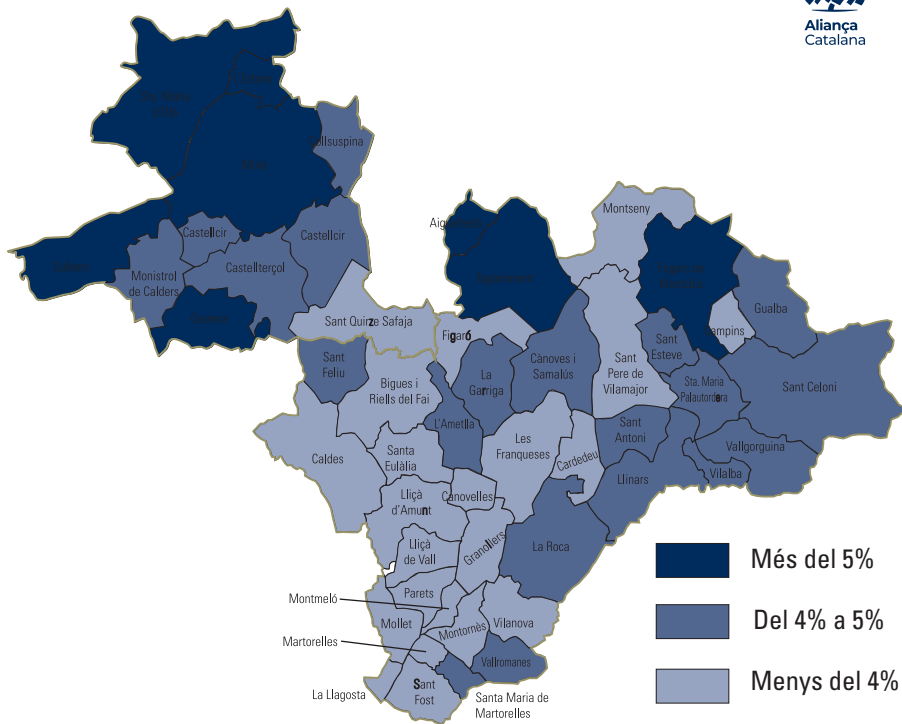 Aliança
Catalana
Collsuspina
Montseny
Castellcir
Castellcir
Castellterçol
Monistrol
de Calders
Gualba
Sant Quirze Safaja
Figaró
Sant
Feliu
Bigues i
Riells del Fai
La
Garriga
Cànoves i
Samalús
Sant
Pere de
Vilamajor
Sant
Esteve
Sta. Maria
Palautordera
Sant Celoni
L'Ametlla
Sant
Antoni
Vallgorguina
Vilalba
Caldes
Santa
Eulàlia
Les
Franqueses
Cardedeu
Llinars
Lliçà
d'Amunt
Canovelles
Granollers
La Roca
Lliçà
de Vall
Parets
Montmeló
Mollet
Montornès
Vilanova
Martorelles
Vallromanes
La Llagosta
Sant
Fost
Santa Maria de
Martorelles
Més del 5%
Del 4% a 5%
Menys del 4%